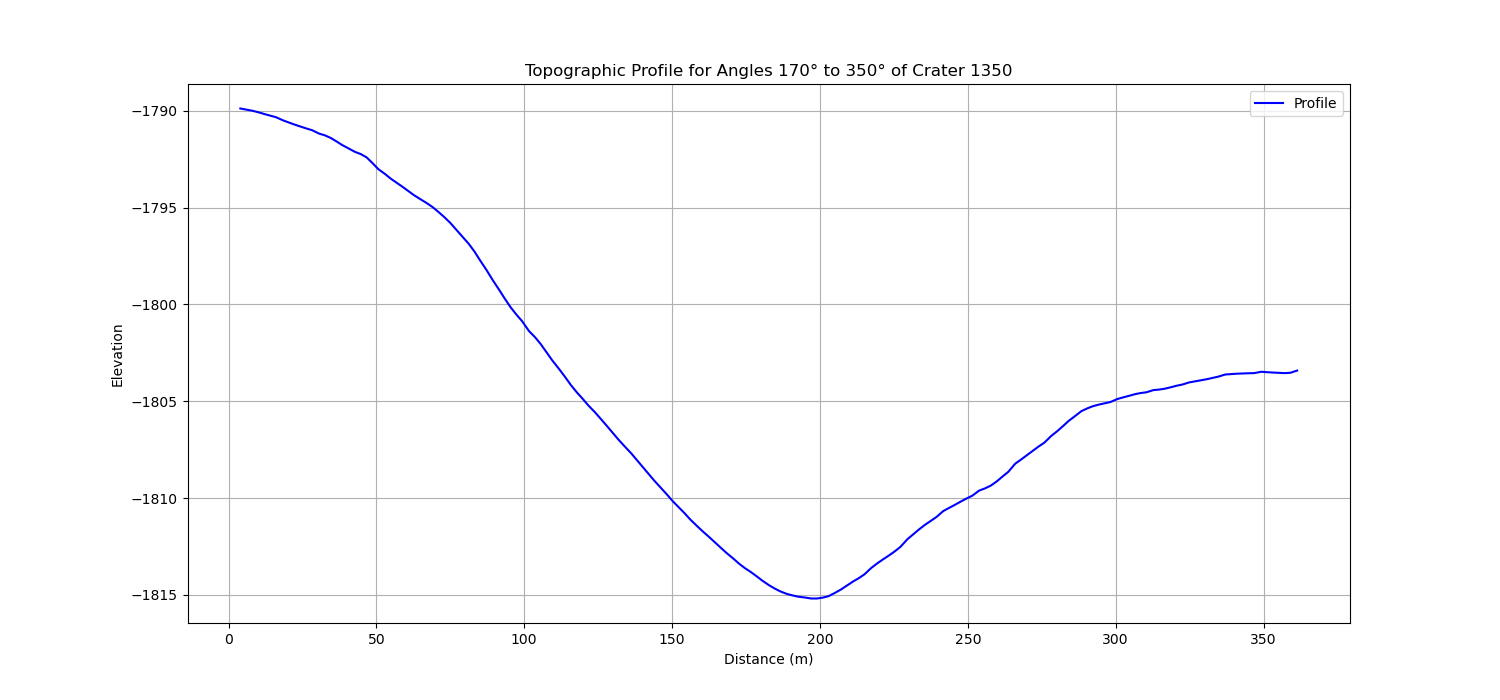 Topographic Profile for Angles 170° to 350° of Crater 1350
Profile
−1790
−1795
−1800
−1805
−1810
−1815
Elevation
0 50 100 150 200 250 300 350
Distance (m)